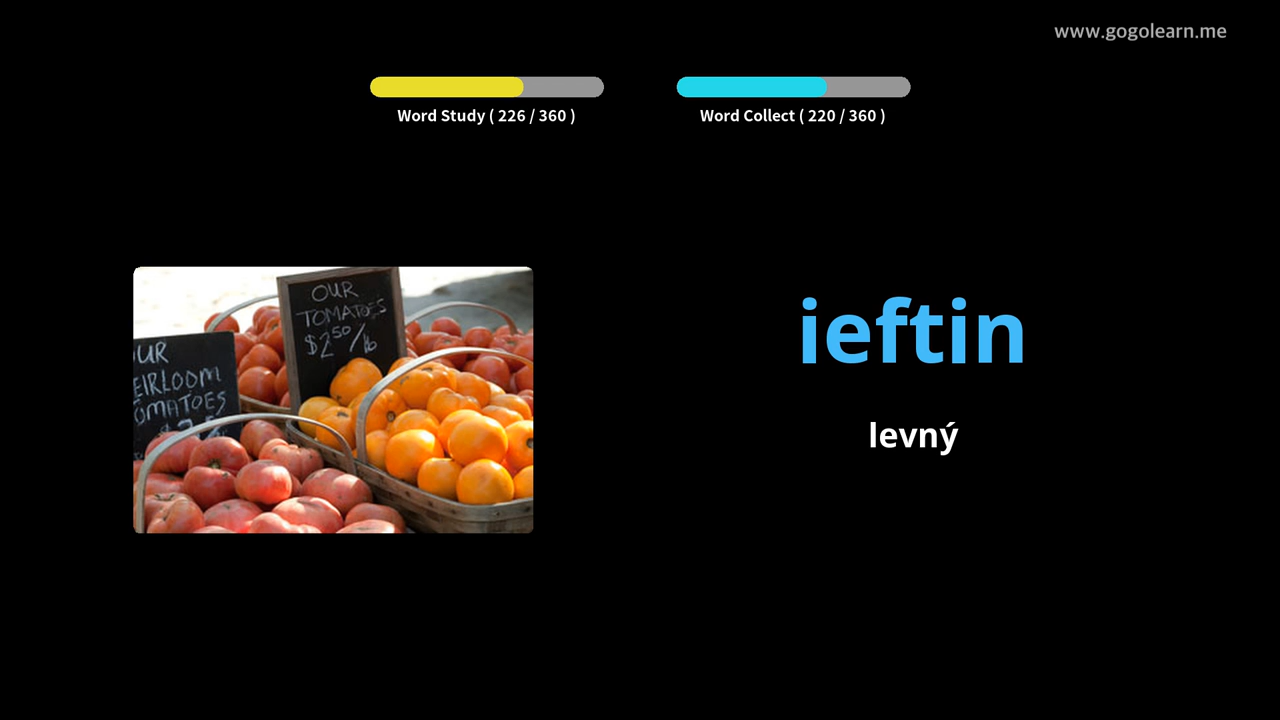 www.gogolearn.me
Word Study ( 226 / 360 )
Word Collect ( 220 / 360 )
OUR
TOMATOES
$2.50/lb
UR
EIRLOOM
OMATOES
ieftin
levný